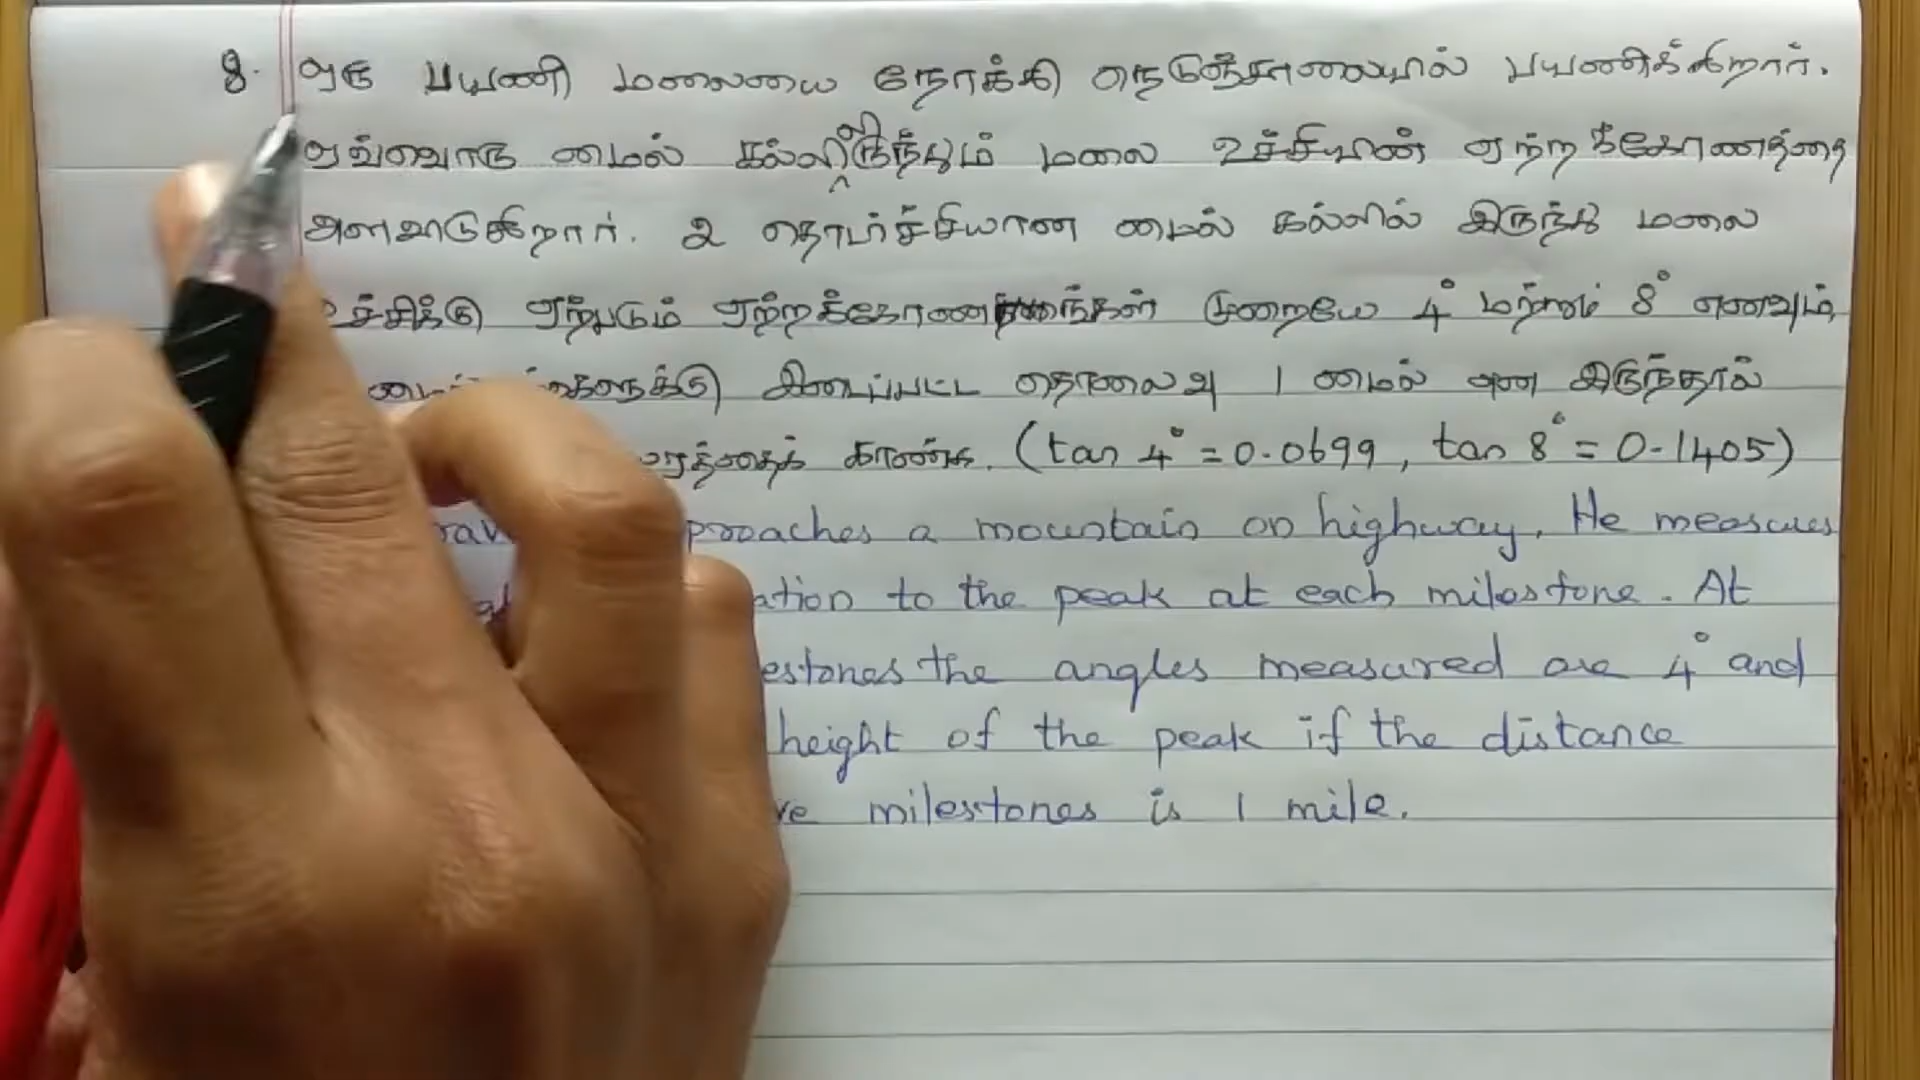 8. ஒரு பயணி மலையை நோக்கி நெடுஞ்சாலையில் பயணிக்கிறார்.
ஒவ்வொரு மைல் கல்லிலிருந்தும் மலை உச்சியின் ஏற்றக்கோணத்தை
அளவிடுகிறார். 2 தொடர்ச்சியான மைல் கல்லில் இருந்து மலை
உச்சிக்கு ஏற்படும் ஏற்றக்கோணங்கள் முறையே 4° மற்றும் 8° எனவும்,
இடைப்பட்ட தொலைவு 1 மைல் என இருந்தால்
காண்க. (tan 4° = 0.0699, tan 8° = 0.1405)
proaches a mountain on highway. He measures
ation to the peak at each milestone. At
estones the angles measured are 4° and
height of the peak if the distance
ve milestones is 1 mile.